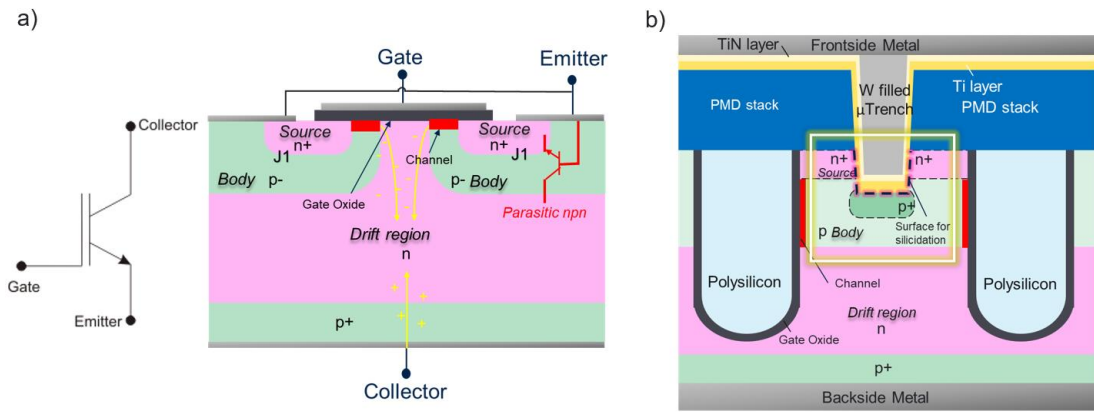 a)
Collector
Gate
Emitter
Gate
Emitter
Source
n+
J1
Body
p-
Channel
Source
n+
J1
p-
Body
Gate Oxide
Parasitic npn
Drift region
n
p+
Collector
b)
TiN layer
Frontside Metal
PMD stack
W filled
µTrench
Ti layer
PMD stack
n+
Source
n+
p+
p Body
Surface for
silicidation
Channel
Polysilicon
Polysilicon
Drift region
n
Gate Oxide
p+
Backside Metal